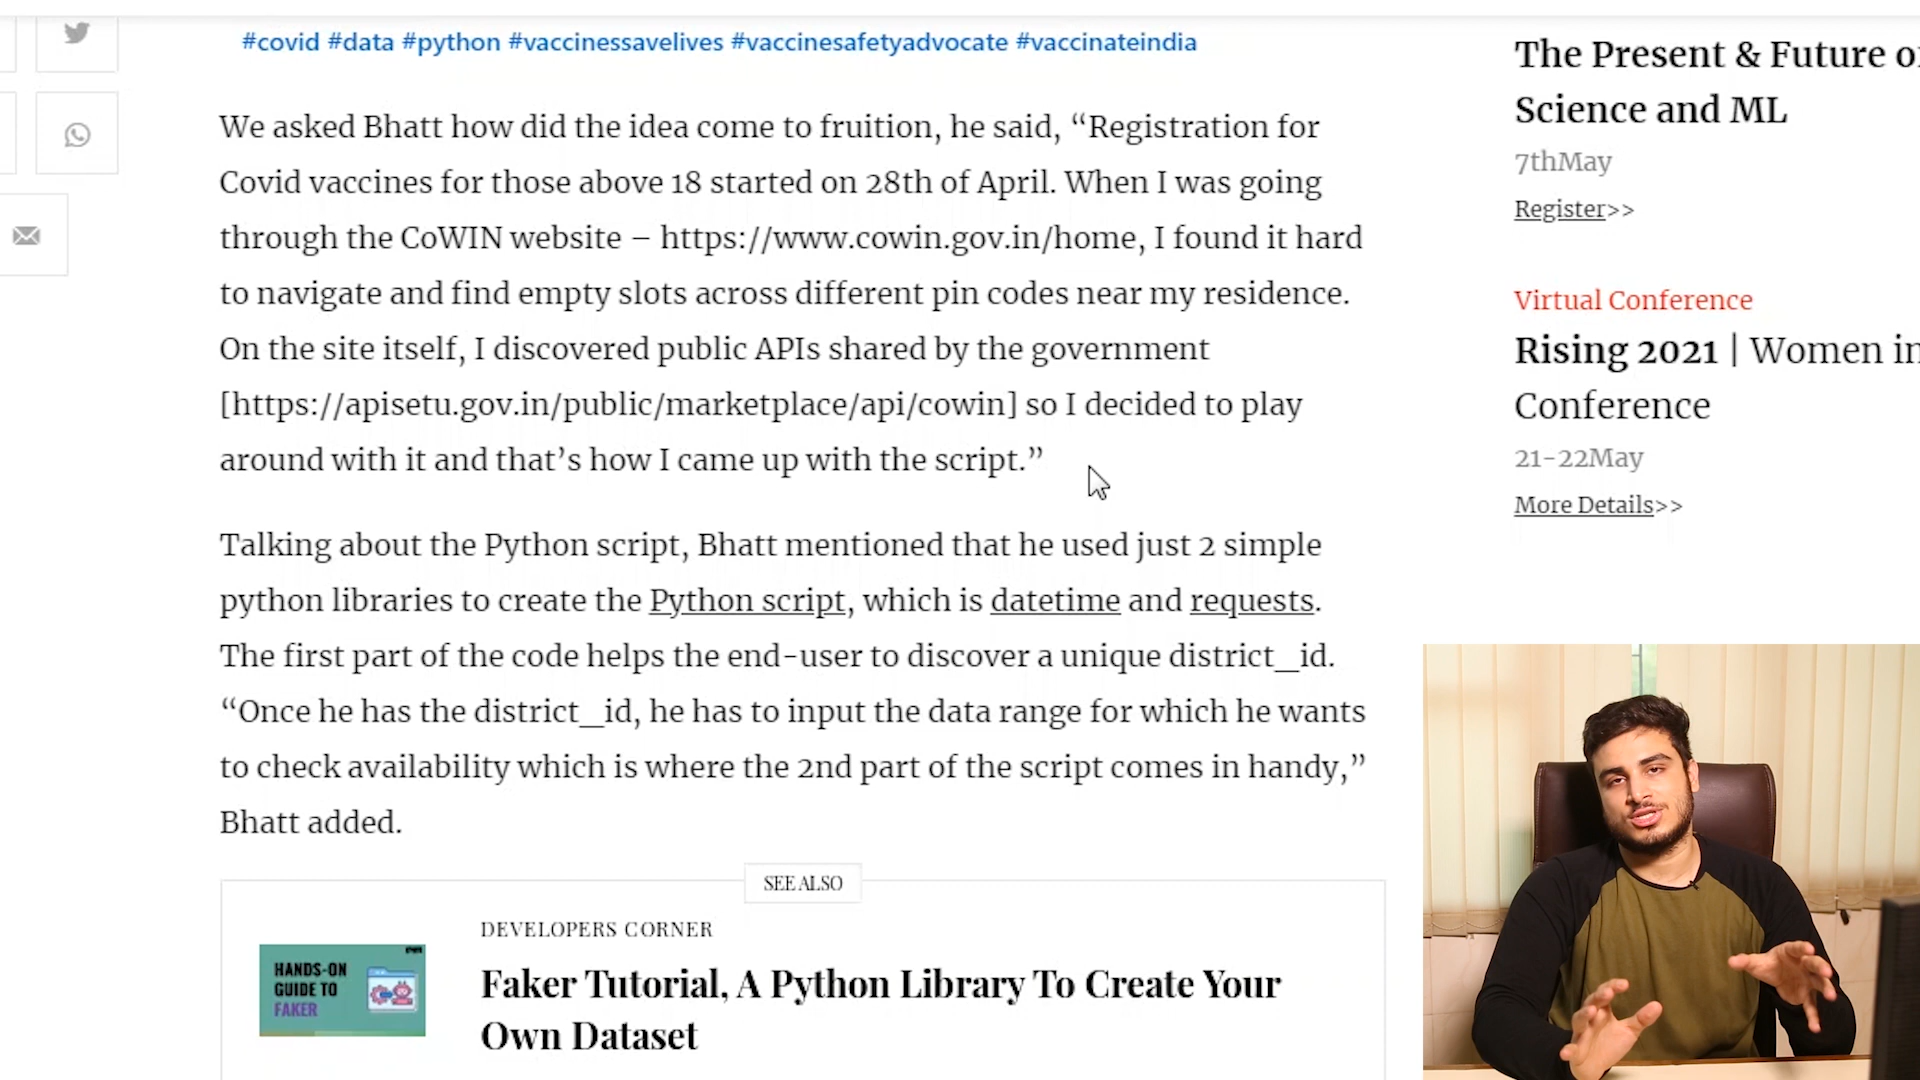 #covid #data #python #vaccinessavelives #vaccinesafetyadvocate #vaccinateindia
We asked Bhatt how did the idea come to fruition, he said, “Registration for
Covid vaccines for those above 18 started on 28th of April. When I was going
through the CoWIN website – https://www.cowin.gov.in/home, I found it hard
to navigate and find empty slots across different pin codes near my residence.
On the site itself, I discovered public APIs shared by the government
[https://apisetu.gov.in/public/marketplace/api/cowin] so I decided to play
around with it and that’s how I came up with the script.”
Talking about the Python script, Bhatt mentioned that he used just 2 simple
python libraries to create the Python script, which is datetime and requests.
The first part of the code helps the end-user to discover a unique district_id.
“Once he has the district_id, he has to input the data range for which he wants
to check availability which is where the 2nd part of the script comes in handy,”
Bhatt added.
SEE ALSO
DEVELOPERS CORNER
HANDS-ON
GUIDE TO
FAKER
Faker Tutorial, A Python Library To Create Your
Own Dataset
The Present & Future
Science and ML
7thMay
Register>>
Virtual Conference
Rising 2021 | Women in
Conference
21-22May
More Details>>